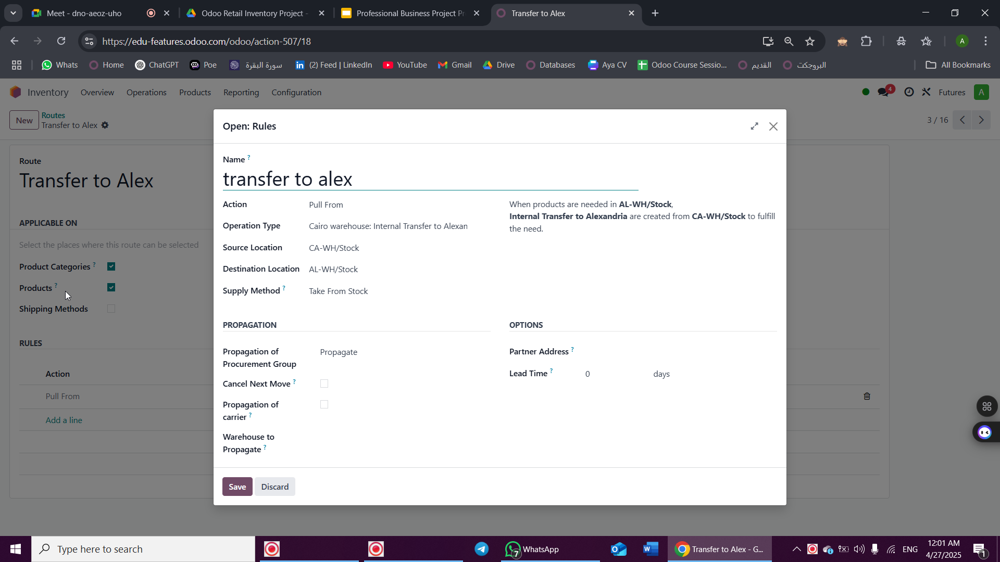 Meet - dno-aeoz-uho
Odoo Retail Inventory Project -
Professional Business Project Pr
Transfer to Alex
https://edu-features.odoo.com/odoo/action-507/18
A
Whats
Home
ChatGPT
Poe
سورة البقرة
(2) Feed | LinkedIn
YouTube
Gmail
Drive
Databases
Aya CV
Odoo Course Sessio...
القديم
البروجكت
All Bookmarks
Inventory
Overview
Operations
Products
Reporting
Configuration
4
Futures
A
New
Routes
Transfer to Alex
3 / 16
Route
Transfer to Alex
APPLICABLE ON
Select the places where this route can be selected
Product Categories ?
Products ?
Shipping Methods
RULES
Action
Pull From
Add a line
Open: Rules
Name ?
transfer to alex
Action Pull From
Operation Type Cairo warehouse: Internal Transfer to Alexan
Source Location CA-WH/Stock
Destination Location AL-WH/Stock
Supply Method ? Take From Stock
When products are needed in AL-WH/Stock,
Internal Transfer to Alexandria are created from CA-WH/Stock to fulfill
the need.
PROPAGATION
Propagation of
Procurement Group
Propagate
Cancel Next Move ?
Propagation of
carrier ?
Warehouse to
Propagate ?
OPTIONS
Partner Address ?
Lead Time ? 0 days
Save
Discard
Type here to search
7
WhatsApp
Transfer to Alex - G...
ENG
12:01 AM
4/27/2025
1